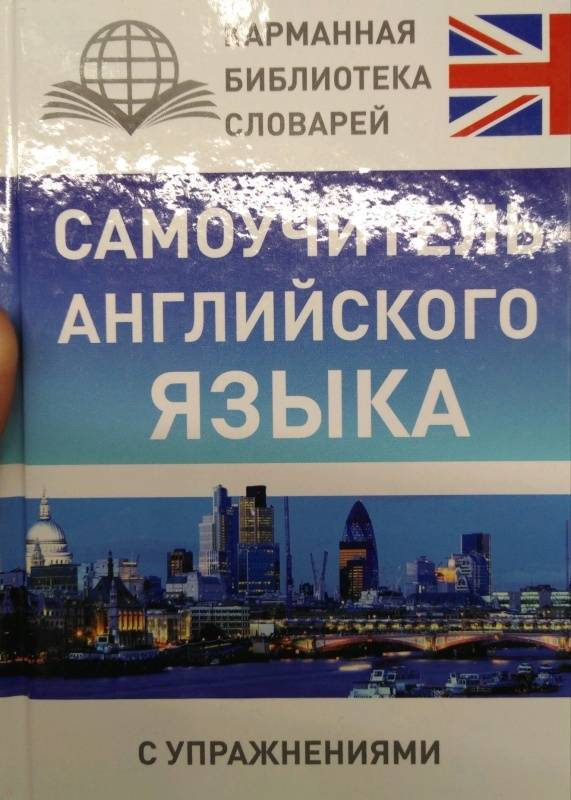 КАРМАННАЯ
БИБЛИОТЕКА
СЛОВАРЕЙ
САМОУЧИТЕЛЬ
АНГЛИЙСКОГО
ЯЗЫКА
С УПРАЖНЕНИЯМИ